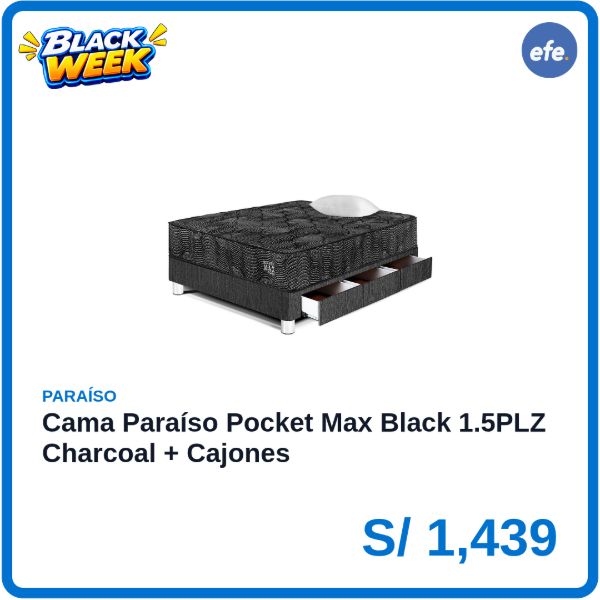 BLACK
WEEK
efe.
PARAÍSO
Cama Paraíso Pocket Max Black 1.5PLZ
Charcoal + Cajones
S/ 1,439